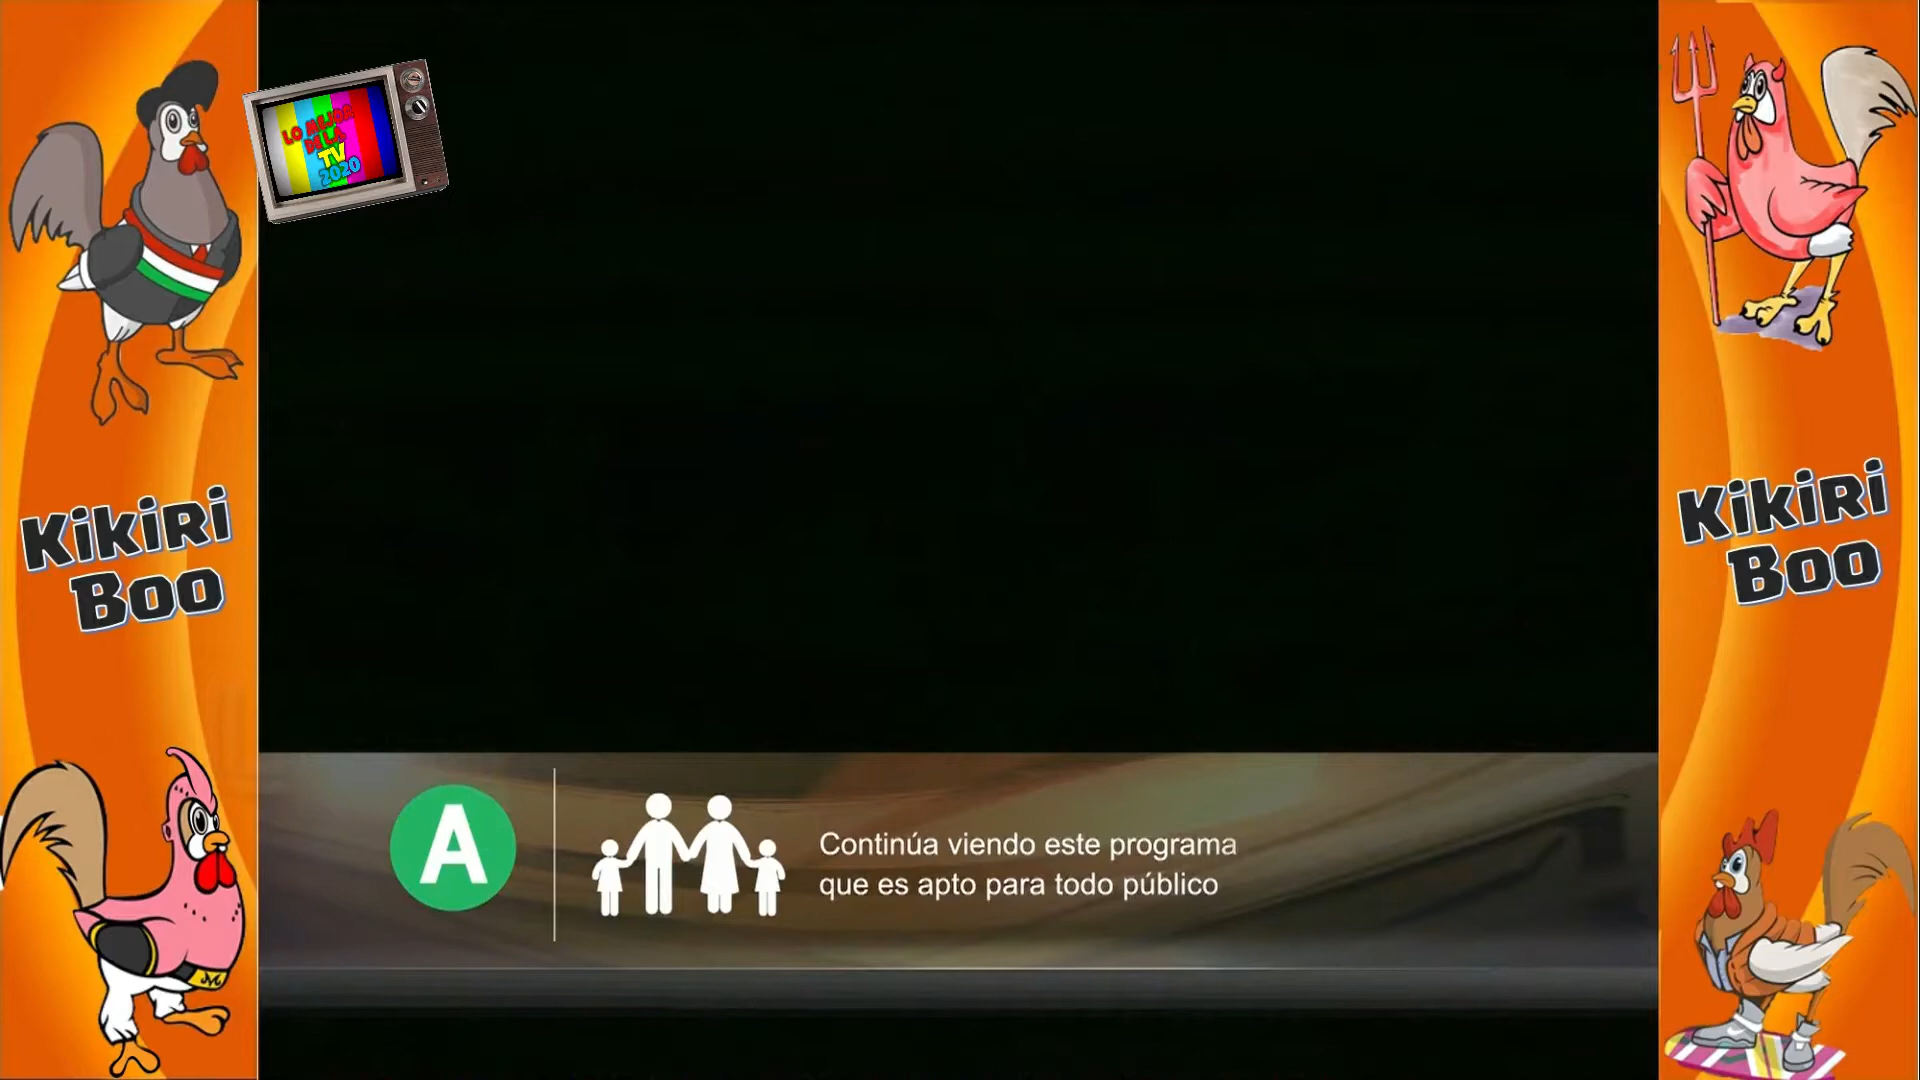 LO MEJOR
DE LA
TV
2020
KiKiRi
Boo
KiKiRi
Boo
A
Continúa viendo este programa
que es apto para todo público